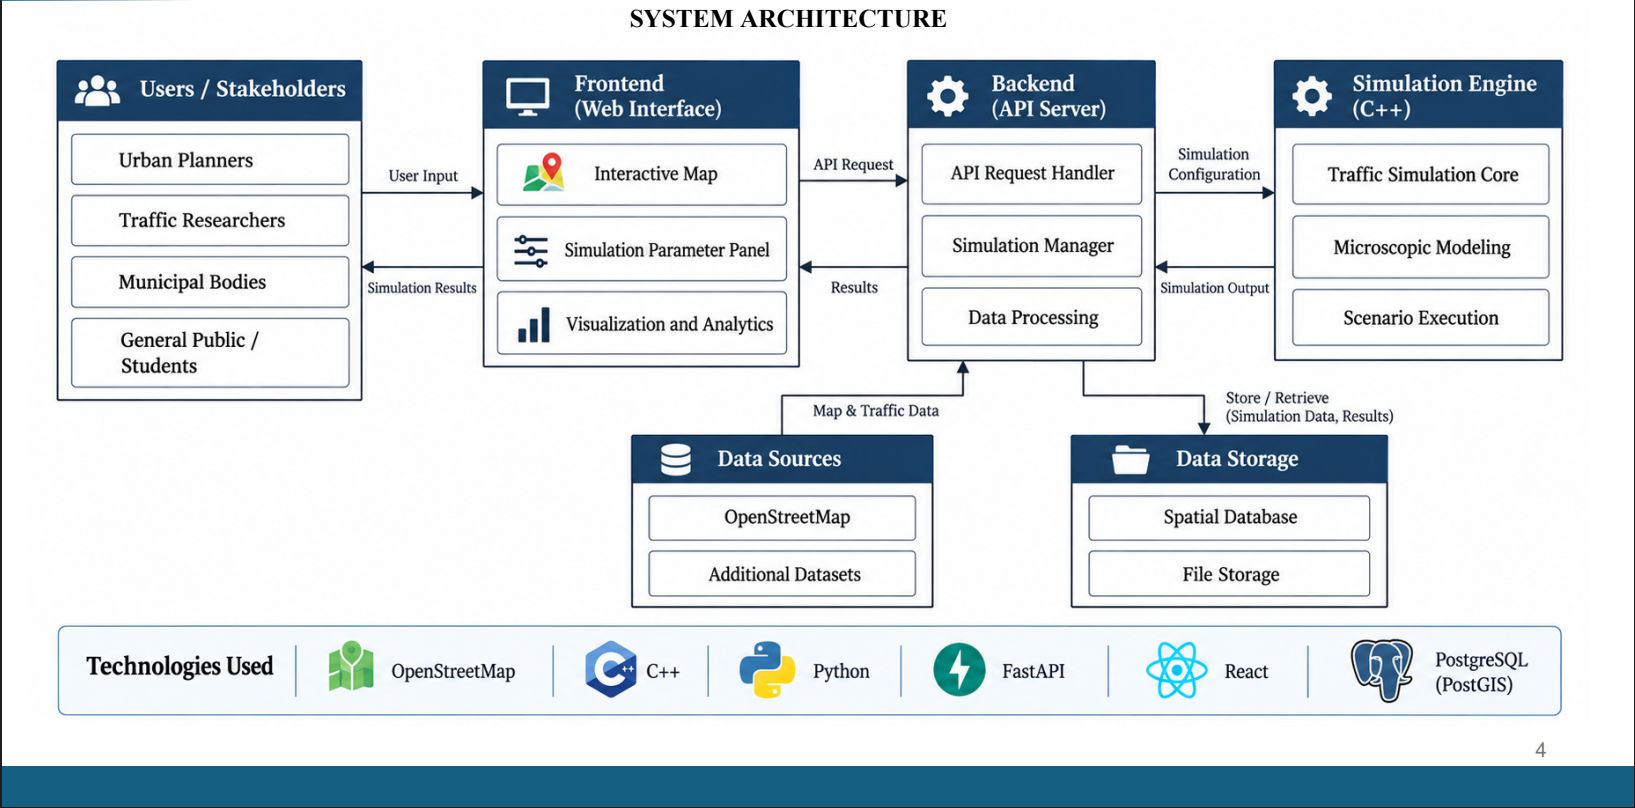 SYSTEM ARCHITECTURE
Users / Stakeholders
Urban Planners
Traffic Researchers
Municipal Bodies
General Public /
Students
User Input
Simulation Results
Frontend
(Web Interface)
Interactive Map
Simulation Parameter Panel
Visualization and Analytics
API Request
Results
Backend
(API Server)
API Request Handler
Simulation Manager
Data Processing
Simulation
Configuration
Simulation Output
Simulation Engine
(C++)
Traffic Simulation Core
Microscopic Modeling
Scenario Execution
Map & Traffic Data
Store / Retrieve
(Simulation Data, Results)
Data Sources
OpenStreetMap
Additional Datasets
Data Storage
Spatial Database
File Storage
Technologies Used
OpenStreetMap
C++
C++
Python
FastAPI
React
PostgreSQL
(PostGIS)
4